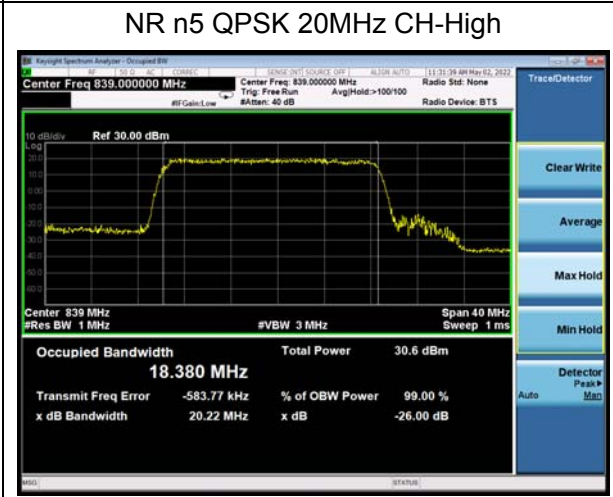 NR n5 QPSK 20MHz CH-High
Keysight Spectrum Analyzer - Occupied BW
RF 50 Ω AC CORREC SENSE:INT SOURCE OFF ALIGN AUTO 11:31:39 AM May 02, 2022
Center Freq 839.000000 MHz Center Freq: 839.000000 MHz Radio Std: None Trace/Detector
Trig: Free Run Avg|Hold:>100/100
#IFGain:Low #Atten: 40 dB Radio Device: BTS
10 dB/div Ref 30.00 dBm
Log
20.0
10.0
0.00
10.0
20.0
30.0
40.0
50.0
60.0
Clear Write
Average
Max Hold
Min Hold
Center 839 MHz Span 40 MHz
#Res BW 1 MHz #VBW 3 MHz Sweep 1 ms
Occupied Bandwidth Total Power 30.6 dBm
18.380 MHz
Transmit Freq Error -583.77 kHz % of OBW Power 99.00 %
x dB Bandwidth 20.22 MHz x dB -26.00 dB
Detector
Peak▶
Auto Man
MSG STATUS